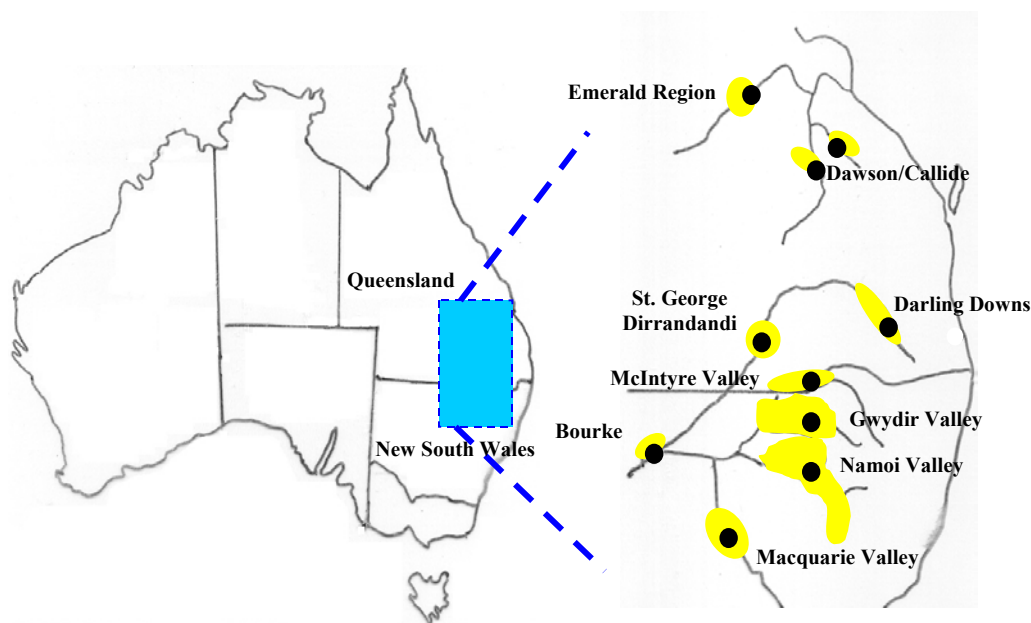 Queensland
New South Wales
Emerald Region
Dawson/Callide
St. George
Dirrandandi
Darling Downs
McIntyre Valley
Gwydir Valley
Bourke
Namoi Valley
Macquarie Valley